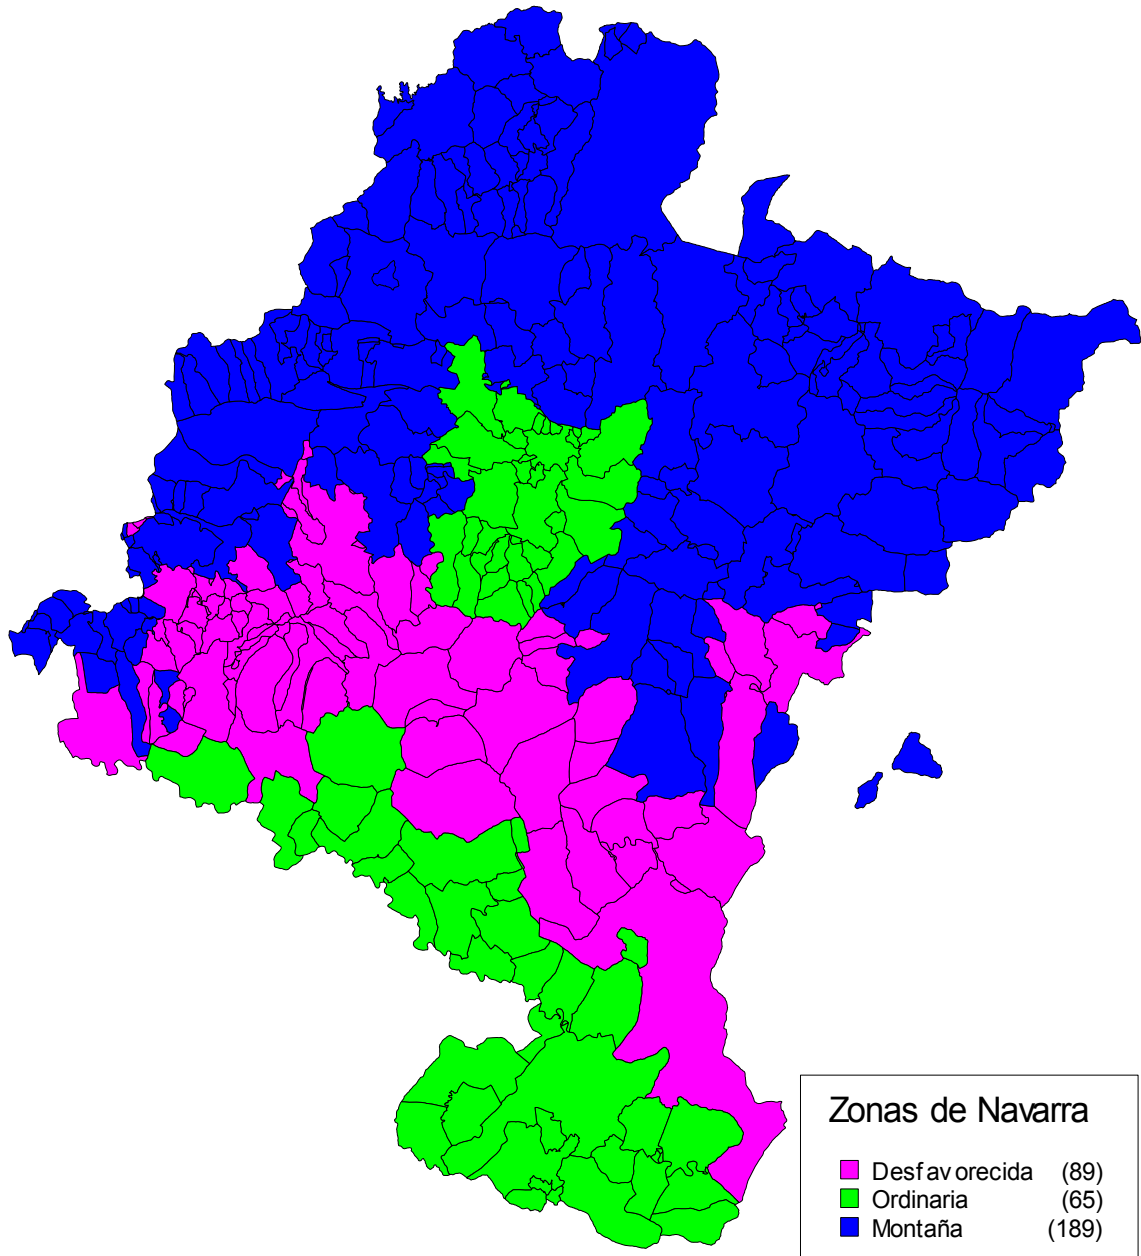 Zonas de Navarra
Desfavorecida (89)
Ordinaria (65)
Montaña (189)